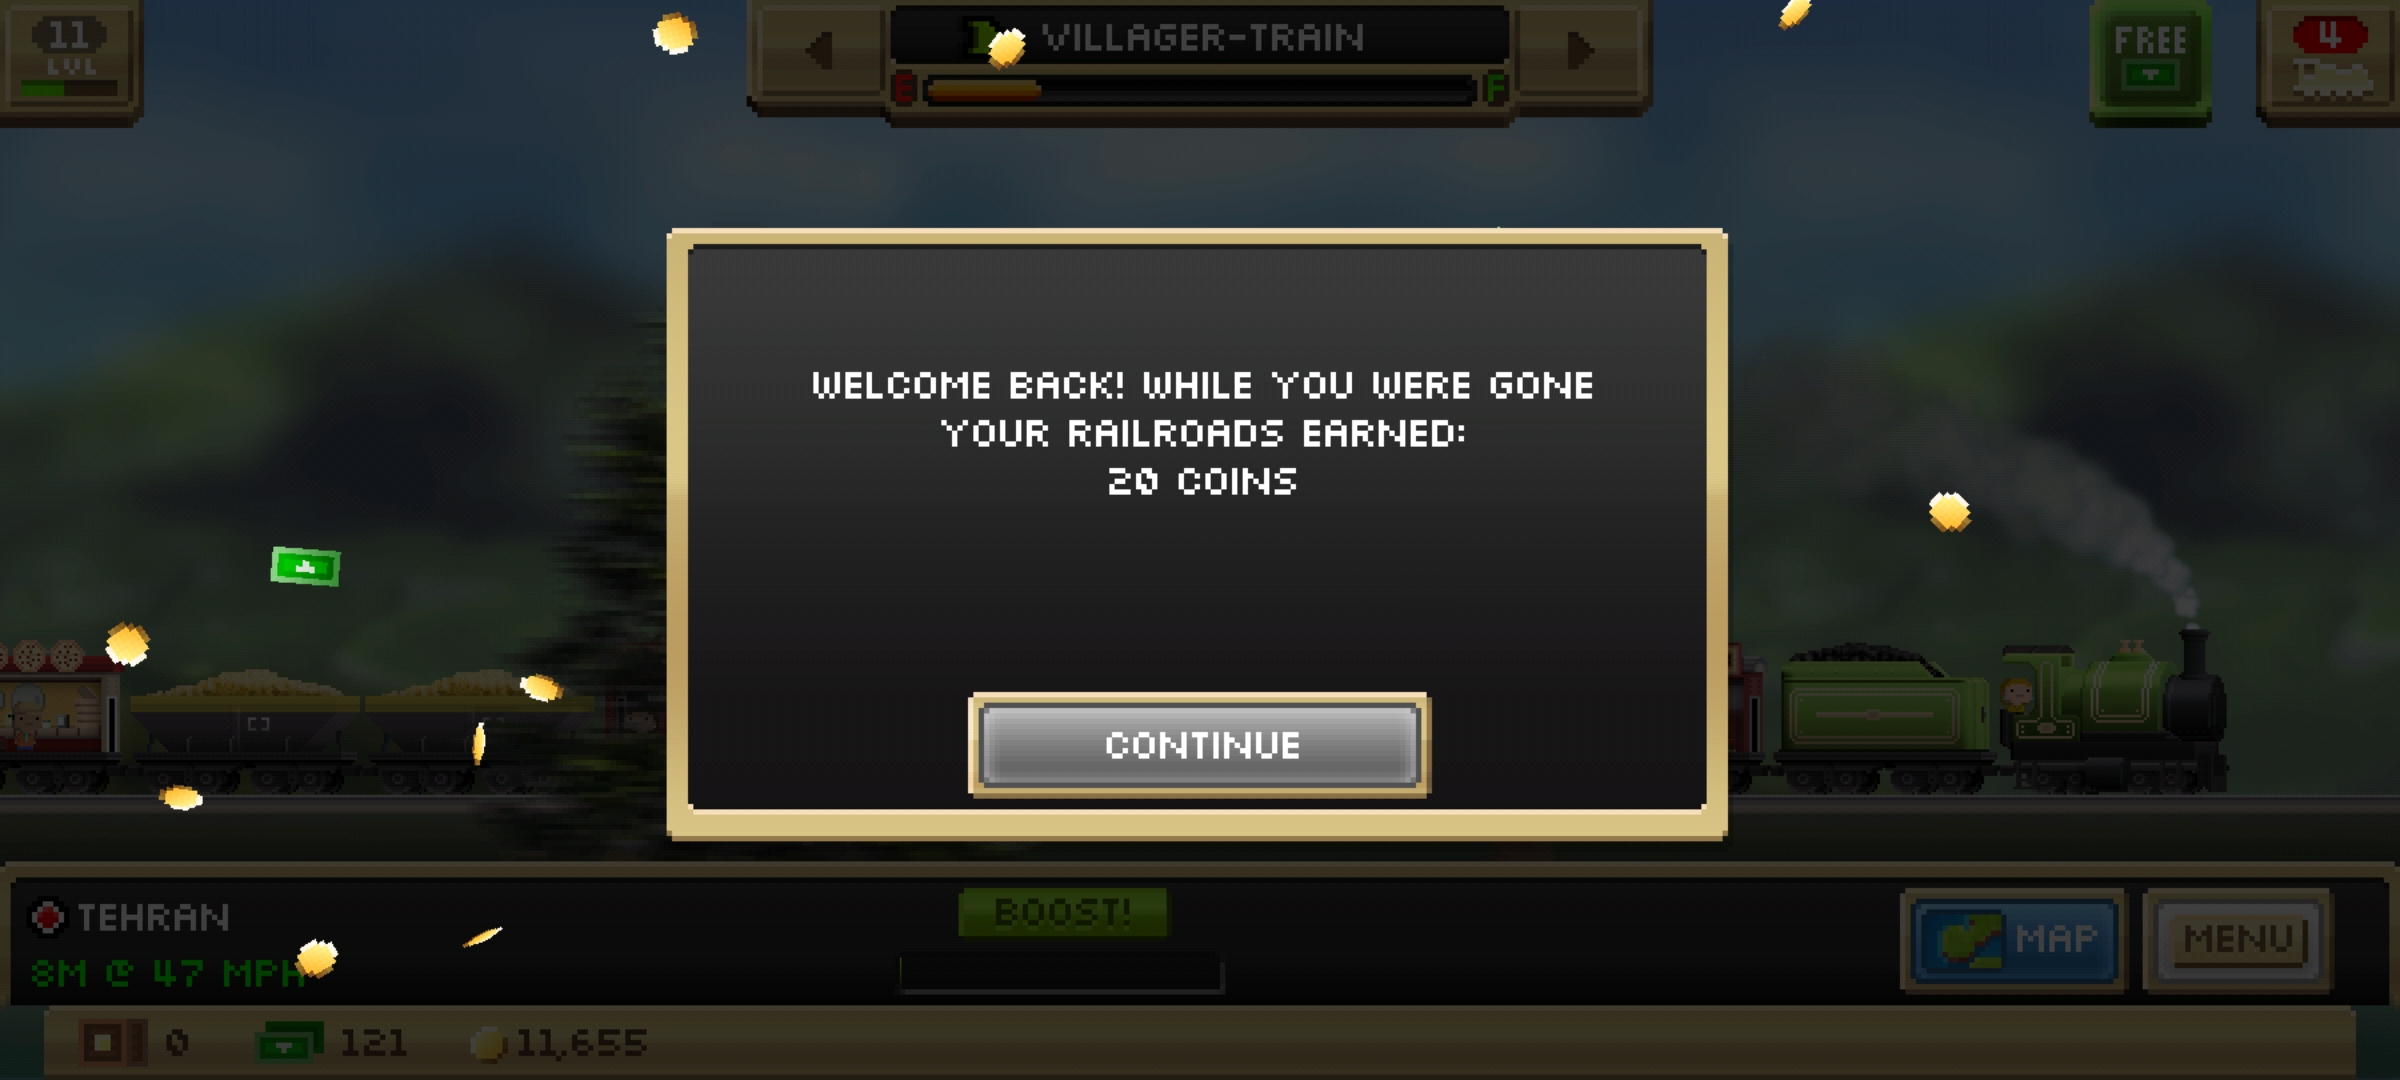 11
LVL
VILLAGER-TRAIN
E
F
FREE
4
WELCOME BACK! WHILE YOU WERE GONE
YOUR RAILROADS EARNED:
20 COINS
CONTINUE
TEHRAN
8M @ 47 MPH
BOOST!
MAP
MENU
0
121
11,655